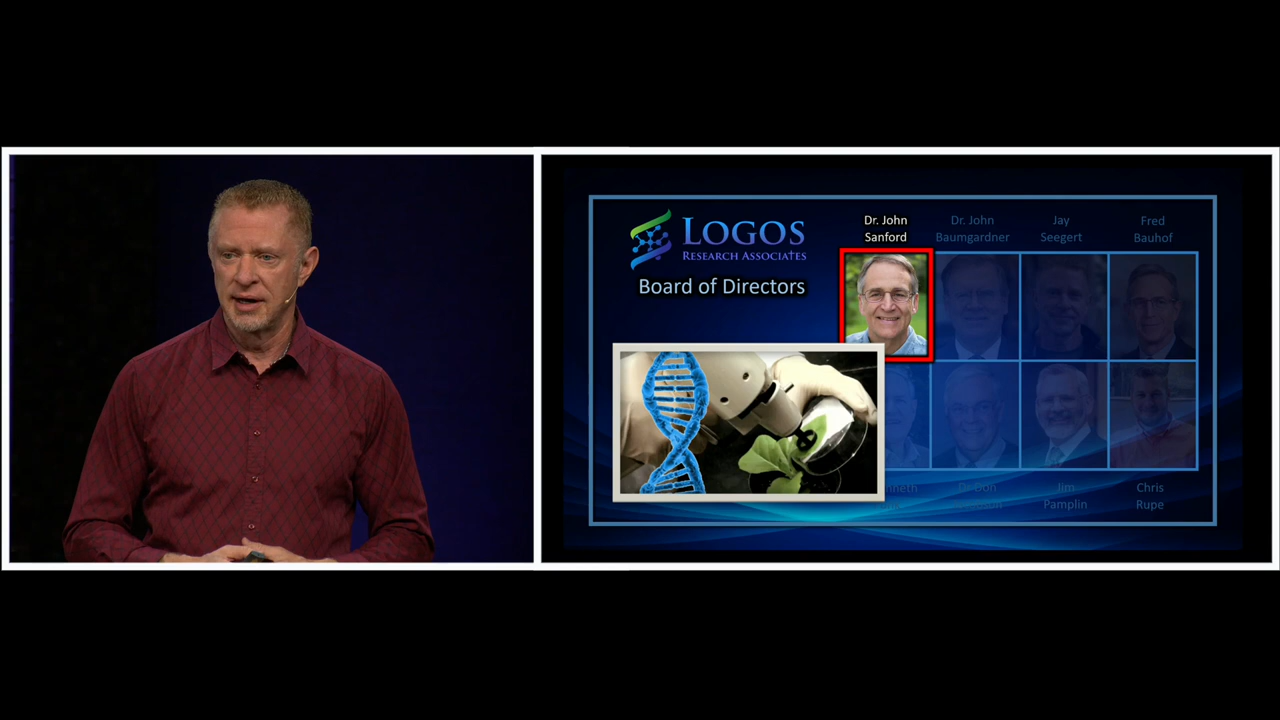 LOGOS
RESEARCH ASSOCIATES
Board of Directors
Dr. John
Sanford
Dr. John
Baumgardner
Jay
Seegert
Fred
Bauhof
Jim
Pamplin
Chris
Rupe